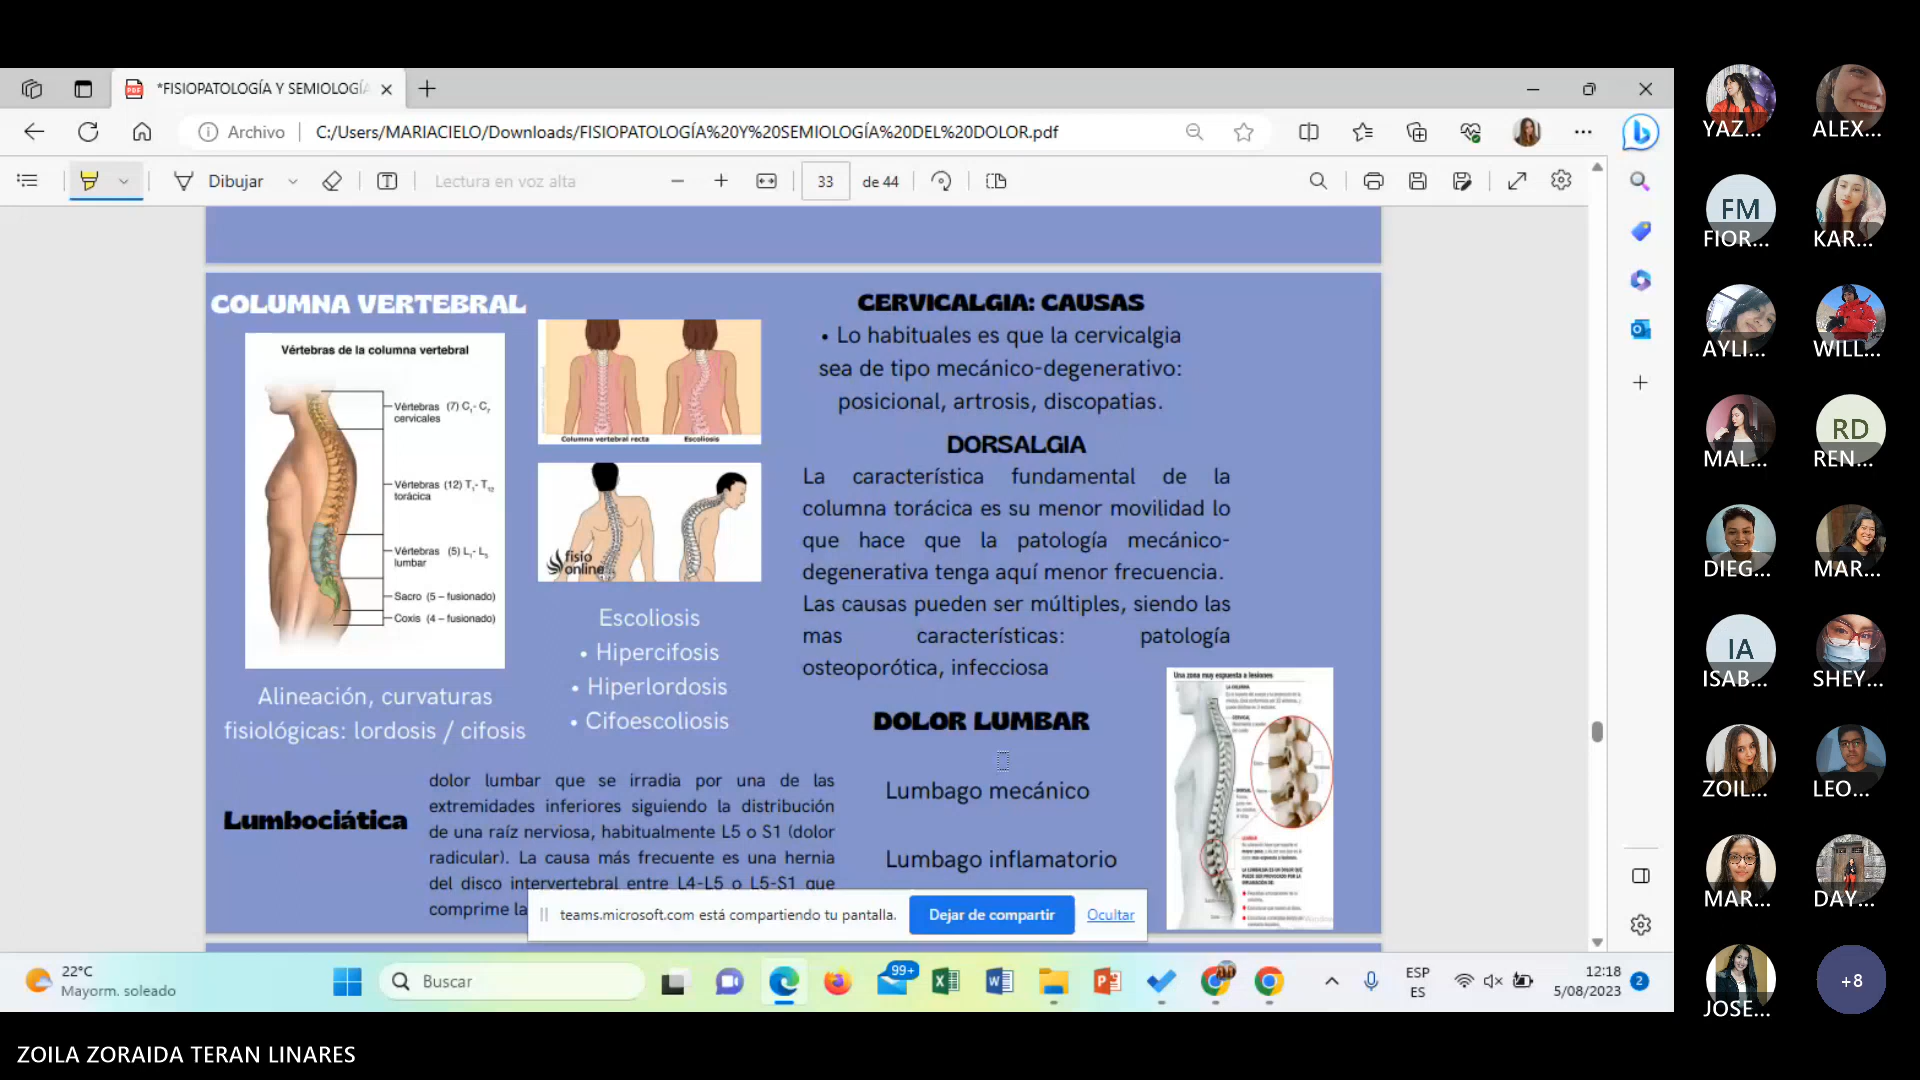 *FISIOPATOLOGÍA Y SEMIOLOGÍA
Archivo
C:/Users/MARIACIELO/Downloads/FISIOPATOLOGÍA%20Y%20SEMIOLOGÍA%20DEL%20DOLOR.pdf
Dibujar
Lectura en voz alta
33
de 44
COLUMNA VERTEBRAL
Vértebras de la columna vertebral
Vértebras (7) C1- C7
cervicales
Vértebras (12) T1- T12
torácica
Vértebras (5) L1- L5
lumbar
Sacro (5 – fusionado)
Coxis (4 – fusionado)
Alineación, curvaturas
fisiológicas: lordosis / cifosis
Columna vertebral recta
Escoliosis
fisio
online
Escoliosis
• Hipercifosis
• Hiperlordosis
• Cifoescoliosis
CERVICALGIA: CAUSAS
• Lo habituales es que la cervicalgia
sea de tipo mecánico-degenerativo:
posicional, artrosis, discopatias.
DORSALGIA
La característica fundamental de la
columna torácica es su menor movilidad lo
que hace que la patología mecánico-
degenerativa tenga aquí menor frecuencia.
Las causas pueden ser múltiples, siendo las
mas características: patología
osteoporótica, infecciosa
DOLOR LUMBAR
Lumbago mecánico
Lumbago inflamatorio
Una zona muy expuesta a lesiones
Lumbociática
dolor lumbar que se irradia por una de las
extremidades inferiores siguiendo la distribución
de una raíz nerviosa, habitualmente L5 o S1 (dolor
radicular). La causa más frecuente es una hernia
del disco intervertebral entre L4-L5 o L5-S1 que
comprime la
teams.microsoft.com está compartiendo tu pantalla.
Dejar de compartir
Ocultar
22°C
Mayorm. soleado
Buscar
99+
ESP
ES
12:18
5/08/2023
2
YAZ...
ALEX...
FM
FIOR...
KAR...
AYLI...
WILL...
MAL...
RD
REN...
DIEG...
MAR...
IA
ISAB...
SHEY...
ZOIL...
LEO...
MAR...
DAY...
JOSE...
+8
ZOILA ZORAIDA TERAN LINARES